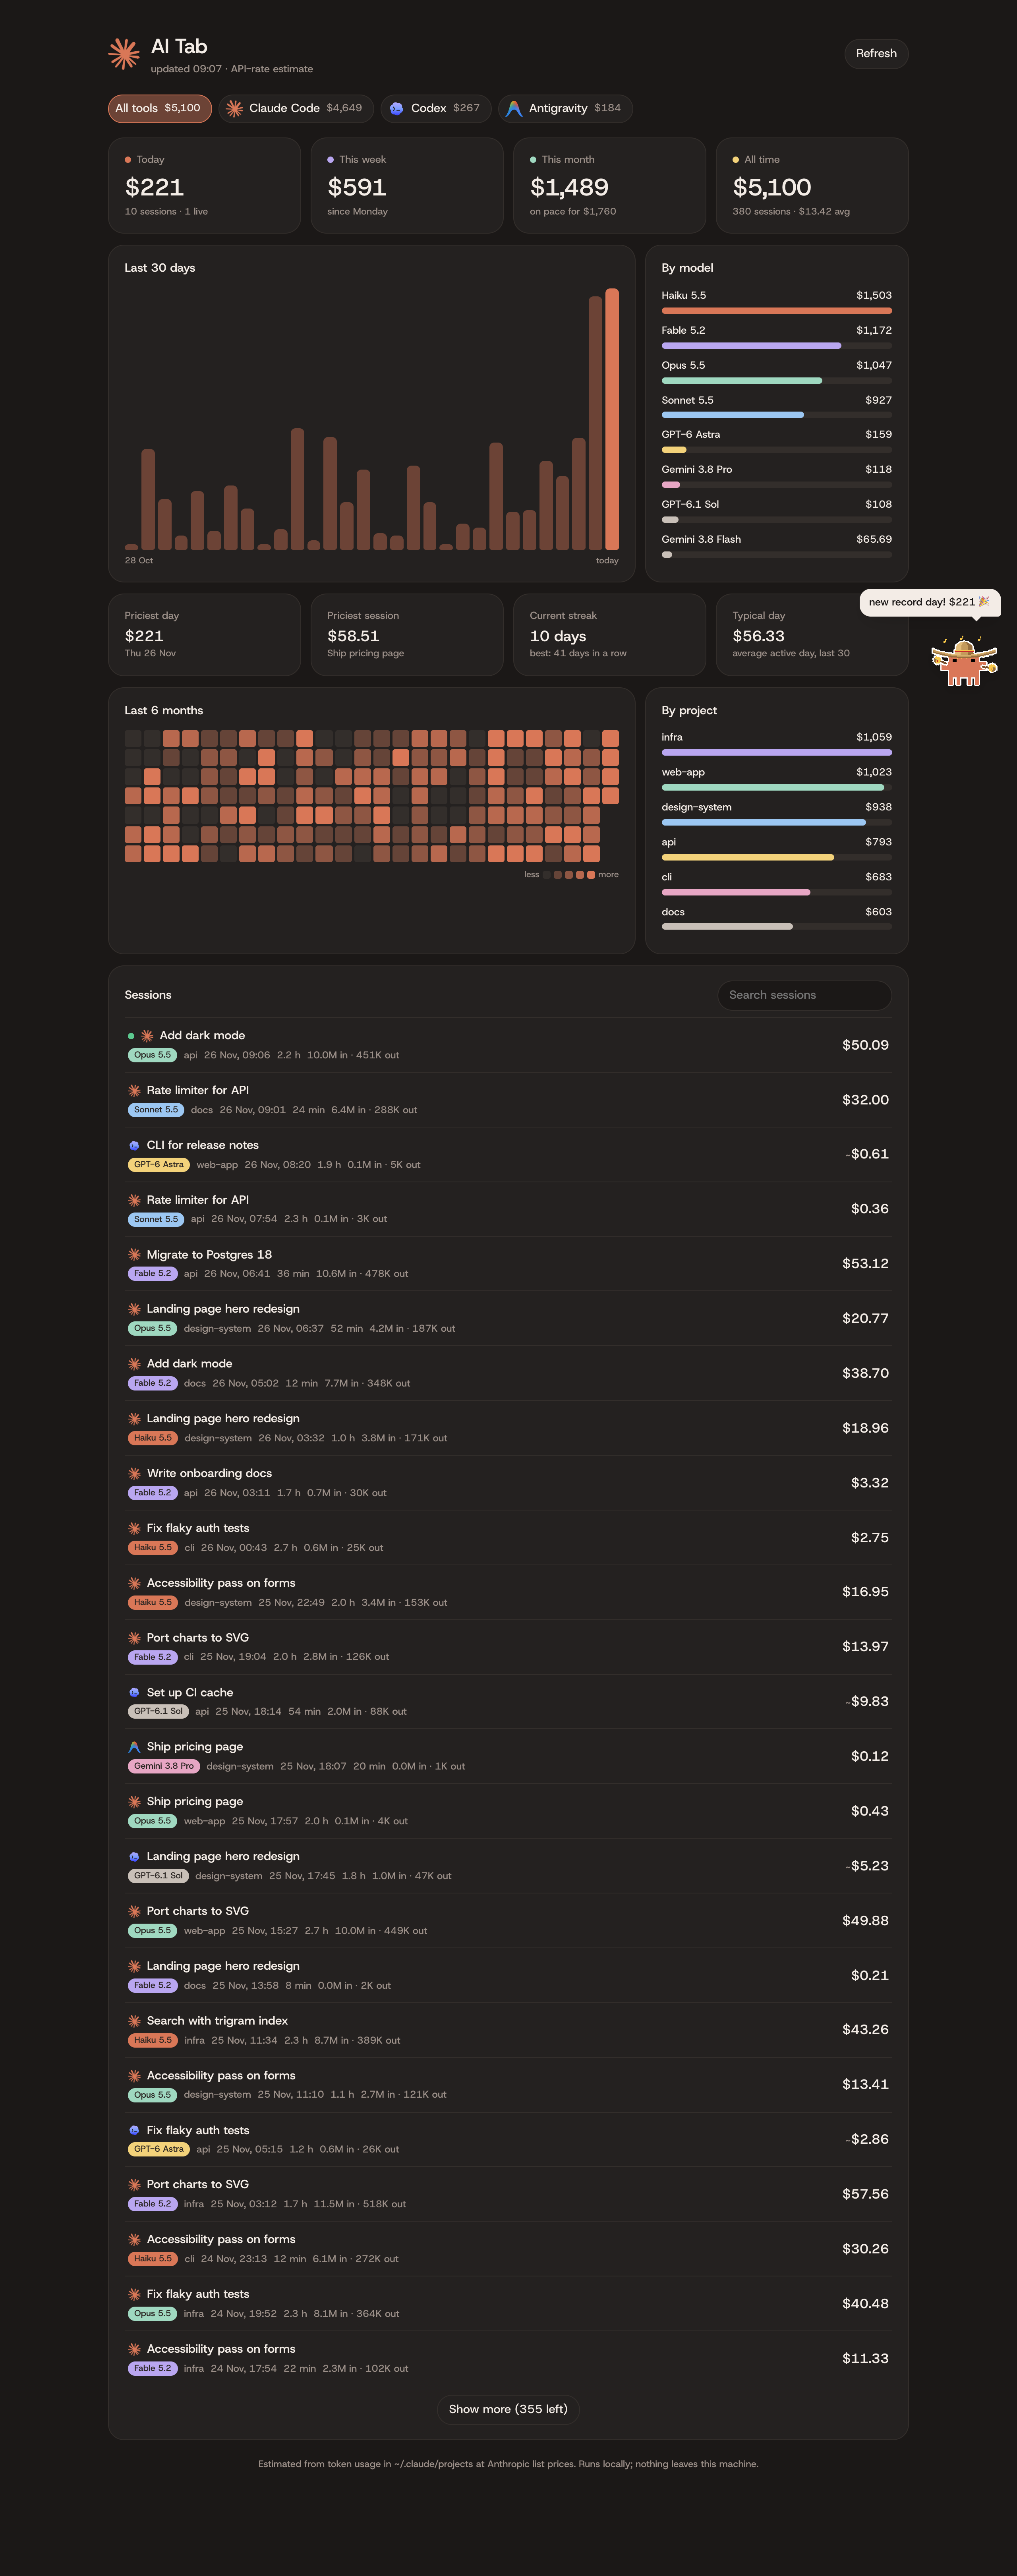 AI Tab
updated 09:07 · API-rate estimate
Refresh
All tools $5,100
Claude Code $4,649
Codex $267
Antigravity $184
Today
$221
10 sessions · 1 live
This week
$591
since Monday
This month
$1,489
on pace for $1,760
All time
$5,100
380 sessions · $13.42 avg
Last 30 days
28 Oct
today
By model
Haiku 5.5 $1,503
Fable 5.2 $1,172
Opus 5.5 $1,047
Sonnet 5.5 $927
GPT-6 Astra $159
Gemini 3.8 Pro $118
GPT-6.1 Sol $108
Gemini 3.8 Flash $65.69
Priciest day
$221
Thu 26 Nov
Priciest session
$58.51
Ship pricing page
Current streak
10 days
best: 41 days in a row
Typical day
$56.33
average active day, last 30
new record day! $221 🎉
Last 6 months
less more
By project
infra $1,059
web-app $1,023
design-system $938
api $793
cli $683
docs $603
Sessions
Search sessions
Add dark mode
Opus 5.5 api 26 Nov, 09:06 2.2 h 10.0M in · 451K out
$50.09
Rate limiter for API
Sonnet 5.5 docs 26 Nov, 09:01 24 min 6.4M in · 288K out
$32.00
CLI for release notes
GPT-6 Astra web-app 26 Nov, 08:20 1.9 h 0.1M in · 5K out
~$0.61
Rate limiter for API
Sonnet 5.5 api 26 Nov, 07:54 2.3 h 0.1M in · 3K out
$0.36
Migrate to Postgres 18
Fable 5.2 api 26 Nov, 06:41 36 min 10.6M in · 478K out
$53.12
Landing page hero redesign
Opus 5.5 design-system 26 Nov, 06:37 52 min 4.2M in · 187K out
$20.77
Add dark mode
Fable 5.2 docs 26 Nov, 05:02 12 min 7.7M in · 348K out
$38.70
Landing page hero redesign
Haiku 5.5 design-system 26 Nov, 03:32 1.0 h 3.8M in · 171K out
$18.96
Write onboarding docs
Fable 5.2 api 26 Nov, 03:11 1.7 h 0.7M in · 30K out
$3.32
Fix flaky auth tests
Haiku 5.5 cli 26 Nov, 00:43 2.7 h 0.6M in · 25K out
$2.75
Accessibility pass on forms
Haiku 5.5 design-system 25 Nov, 22:49 2.0 h 3.4M in · 153K out
$16.95
Port charts to SVG
Fable 5.2 cli 25 Nov, 19:04 2.0 h 2.8M in · 126K out
$13.97
Set up CI cache
GPT-6.1 Sol api 25 Nov, 18:14 54 min 2.0M in · 88K out
~$9.83
Ship pricing page
Gemini 3.8 Pro design-system 25 Nov, 18:07 20 min 0.0M in · 1K out
$0.12
Ship pricing page
Opus 5.5 web-app 25 Nov, 17:57 2.0 h 0.1M in · 4K out
$0.43
Landing page hero redesign
GPT-6.1 Sol design-system 25 Nov, 17:45 1.8 h 1.0M in · 47K out
~$5.23
Port charts to SVG
Opus 5.5 web-app 25 Nov, 15:27 2.7 h 10.0M in · 449K out
$49.88
Landing page hero redesign
Fable 5.2 docs 25 Nov, 13:58 8 min 0.0M in · 2K out
$0.21
Search with trigram index
Haiku 5.5 infra 25 Nov, 11:34 2.3 h 8.7M in · 389K out
$43.26
Accessibility pass on forms
Opus 5.5 design-system 25 Nov, 11:10 1.1 h 2.7M in · 121K out
$13.41
Fix flaky auth tests
GPT-6 Astra api 25 Nov, 05:15 1.2 h 0.6M in · 26K out
~$2.86
Port charts to SVG
Fable 5.2 infra 25 Nov, 03:12 1.7 h 11.5M in · 518K out
$57.56
Accessibility pass on forms
Haiku 5.5 cli 24 Nov, 23:13 12 min 6.1M in · 272K out
$30.26
Fix flaky auth tests
Opus 5.5 infra 24 Nov, 19:52 2.3 h 8.1M in · 364K out
$40.48
Accessibility pass on forms
Fable 5.2 infra 24 Nov, 17:54 22 min 2.3M in · 102K out
$11.33
Show more (355 left)
Estimated from token usage in ~/.claude/projects at Anthropic list prices. Runs locally; nothing leaves this machine.